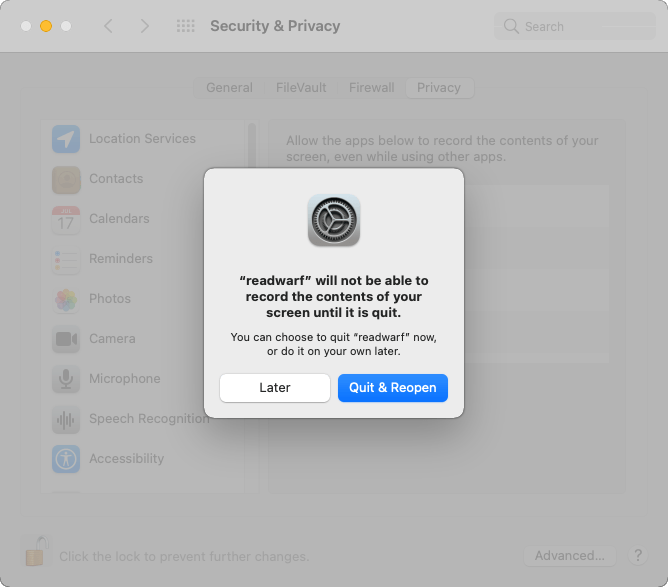 Security & Privacy
Search
General
FileVault
Firewall
Privacy
Location Services
Contacts
JUL
17
Calendars
Reminders
Photos
Camera
Microphone
Speech Recognition
Accessibility
Allow the apps below to record the contents of your
screen, even while using other apps.
“readwarf” will not be able to
record the contents of your
screen until it is quit.
You can choose to quit “readwarf” now,
or do it on your own later.
Later
Quit & Reopen
Click the lock to prevent further changes.
Advanced...
?